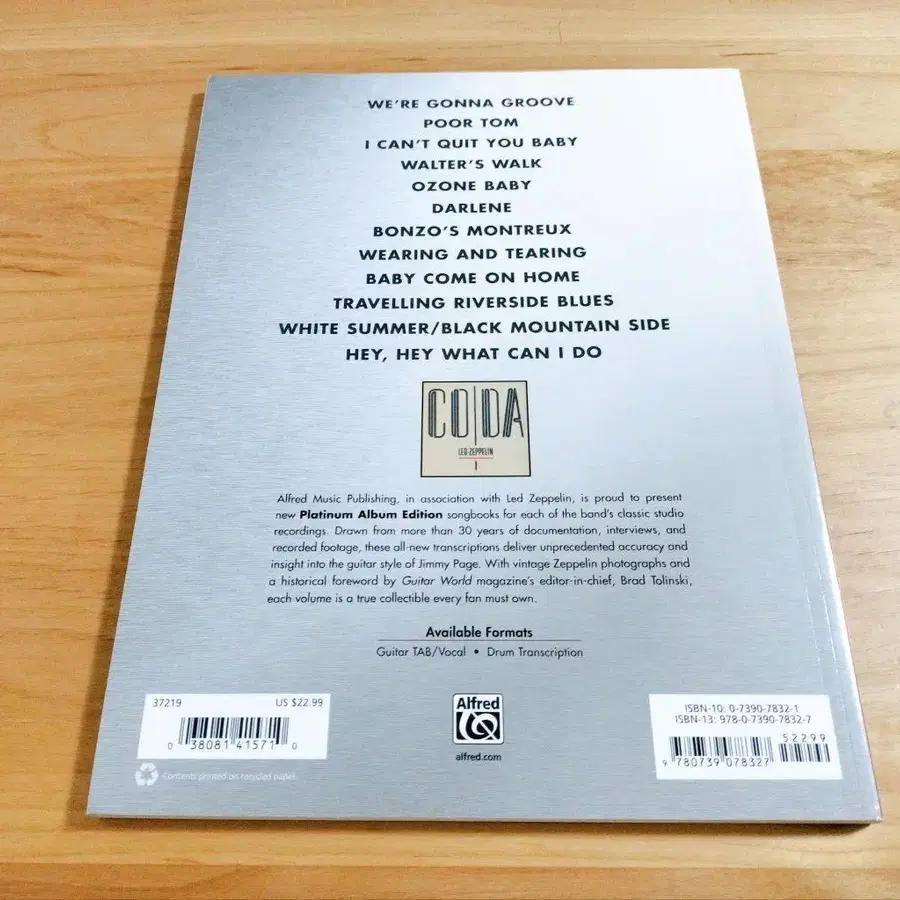 WE'RE GONNA GROOVE
POOR TOM
I CAN'T QUIT YOU BABY
WALTER'S WALK
OZONE BABY
DARLENE
BONZO'S MONTREUX
WEARING AND TEARING
BABY COME ON HOME
TRAVELLING RIVERSIDE BLUES
WHITE SUMMER/BLACK MOUNTAIN SIDE
HEY, HEY WHAT CAN I DO
CODA
LED ZEPPELIN
Alfred Music Publishing, in association with Led Zeppelin, is proud to present
new Platinum Album Edition songbooks for each of the band's classic studio
recordings. Drawn from more than 30 years of documentation, interviews, and
recorded footage, these all-new transcriptions deliver unprecedented accuracy and
insight into the guitar style of Jimmy Page. With vintage Zeppelin photographs and
a historical foreword by Guitar World magazine's editor-in-chief, Brad Tolinski,
each volume is a true collectible every fan must own.
Available Formats
Guitar TAB/Vocal • Drum Transcription
37219 US $22.99
0 38081 41571 0
Contents printed on recycled paper.
Alfred
alfred.com
ISBN-10: 0-7390-7832-1
ISBN-13: 978-0-7390-7832-7
52299
9 780739 078327